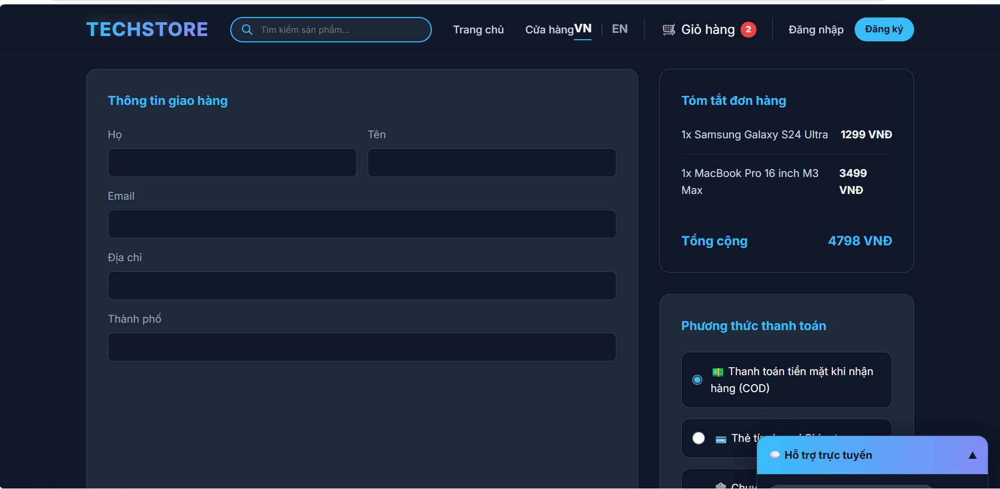 TECHSTORE
Tìm kiếm sản phẩm...
Trang chủ
Cửa hàng
VN
EN
Giỏ hàng 2
Đăng nhập
Đăng ký
Thông tin giao hàng
Họ
Tên
Email
Địa chỉ
Thành phố
Tóm tắt đơn hàng
1x Samsung Galaxy S24 Ultra 1299 VNĐ
1x MacBook Pro 16 inch M3 3499
Max VNĐ
Tổng cộng 4798 VNĐ
Phương thức thanh toán
Thanh toán tiền mặt khi nhận
hàng (COD)
Thẻ
Hỗ trợ trực tuyến